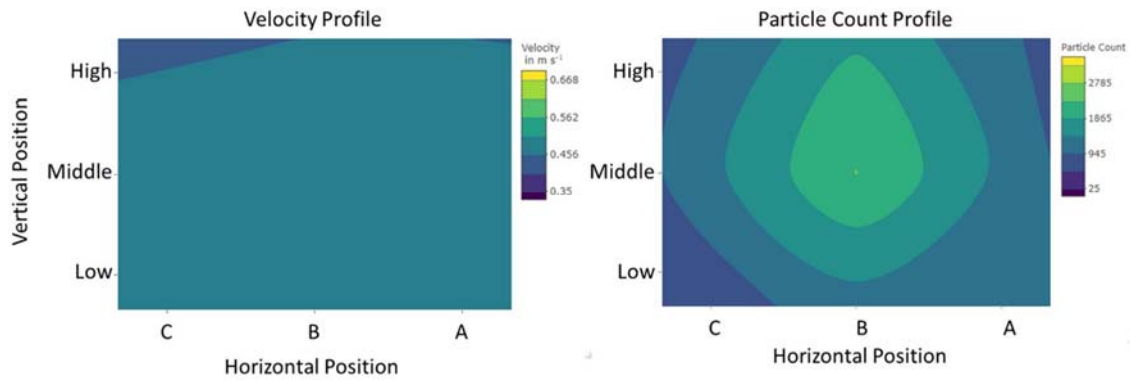 Velocity Profile
Vertical Position
High
Middle
Low
C B A
Horizontal Position
Velocity
in m s⁻¹
0.668
0.562
0.456
0.35
Particle Count Profile
High
Middle
Low
C B A
Horizontal Position
Particle Count
2785
1865
945
25